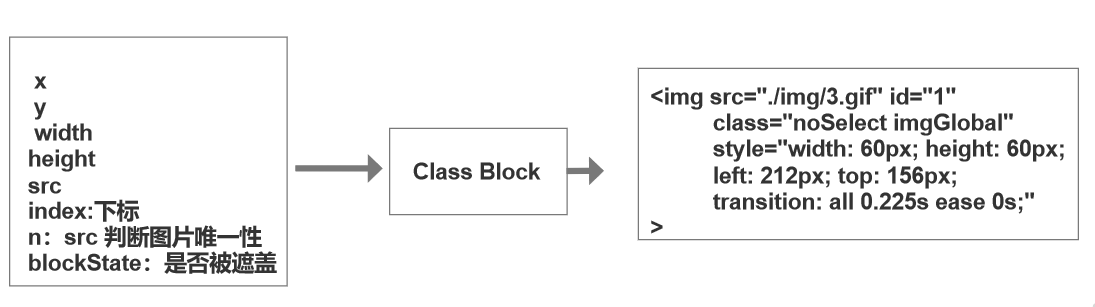 x
y
width
height
src
index:下标
n：src 判断图片唯一性
blockState：是否被遮盖
Class Block
<img src="./img/3.gif" id="1"
class="noSelect imgGlobal"
style="width: 60px; height: 60px;
left: 212px; top: 156px;
transition: all 0.225s ease 0s;"
>